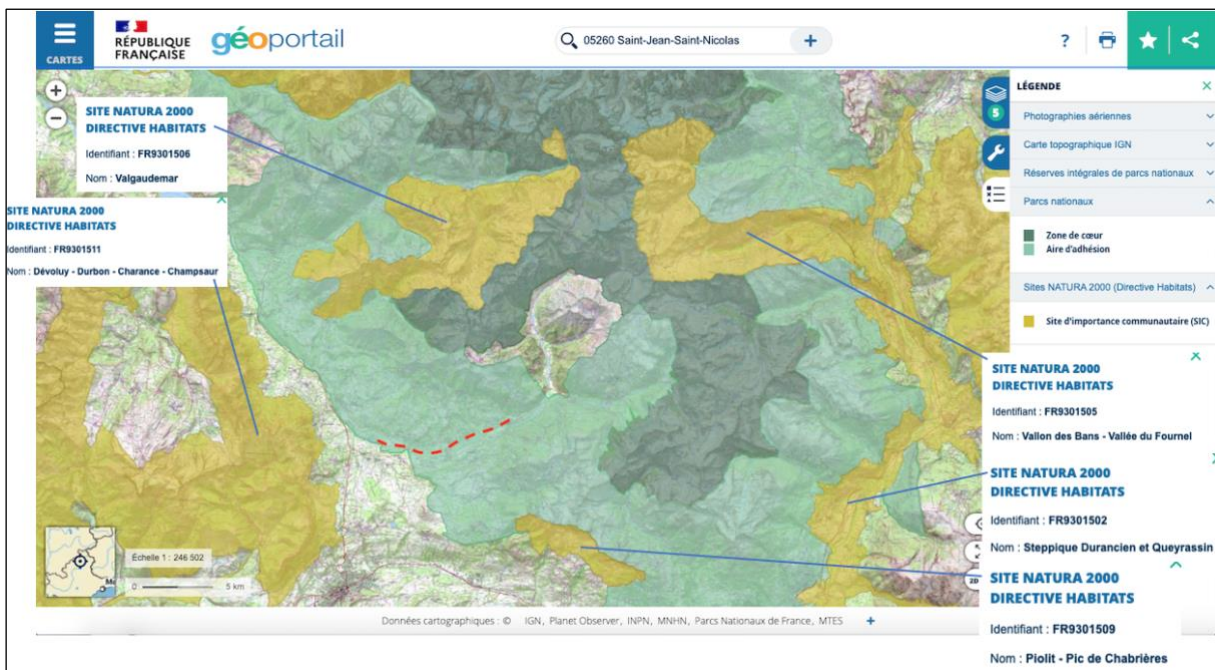 CARTES
RÉPUBLIQUE
FRANÇAISE
géoportail
05260 Saint-Jean-Saint-Nicolas
SITE NATURA 2000
DIRECTIVE HABITATS
Identifiant : FR9301506
Nom : Valgaudemar
SITE NATURA 2000
DIRECTIVE HABITATS
Identifiant : FR9301511
Nom : Dévoluy - Durbon - Charance - Champsaur
5
LÉGENDE
Photographies aériennes
Carte topographique IGN
Réserves intégrales de parcs nationaux
Parcs nationaux
Zone de cœur
Aire d'adhésion
Sites NATURA 2000 (Directive Habitats)
Site d'importance communautaire (SIC)
SITE NATURA 2000
DIRECTIVE HABITATS
Identifiant : FR9301505
Nom : Vallon des Bans - Vallée du Fournel
SITE NATURA 2000
DIRECTIVE HABITATS
Identifiant : FR9301502
Nom : Steppique Durancien et Queyrassin
SITE NATURA 2000
DIRECTIVE HABITATS
Identifiant : FR9301509
Nom : Piolit - Pic de Chabrières
Echelle 1 : 246 502
0 5 km
2D
Données cartographiques : © IGN, Planet Observer, INPN, MNHN, Parcs Nationaux de France, MTES